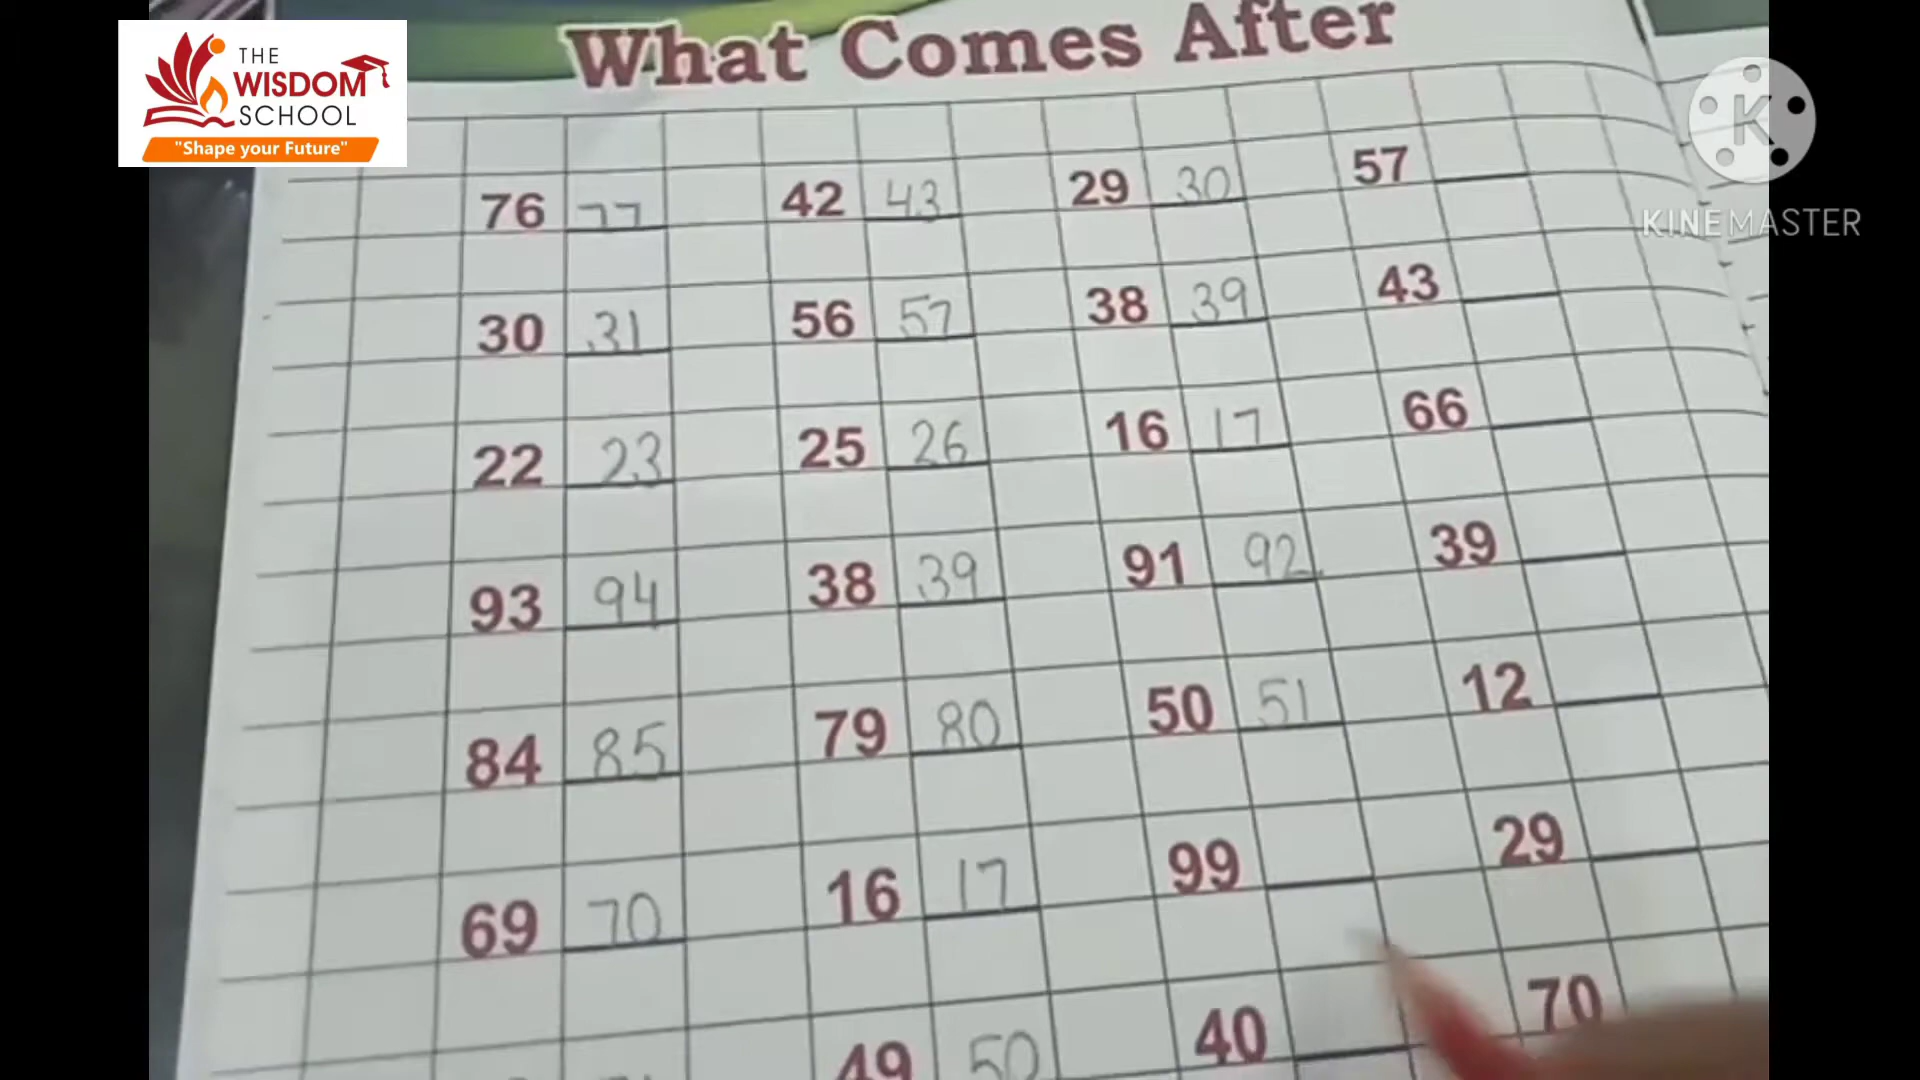 What Comes After
THE
WISDOM
SCHOOL
"Shape your Future"
K
KINEMASTER
76 77 42 43 29 30 57
30 31 56 57 38 39 43
22 23 25 26 16 17 66
93 94 38 39 91 92 39
84 85 79 80 50 51 12
69 70 16 17 99 29
49 50 40 70